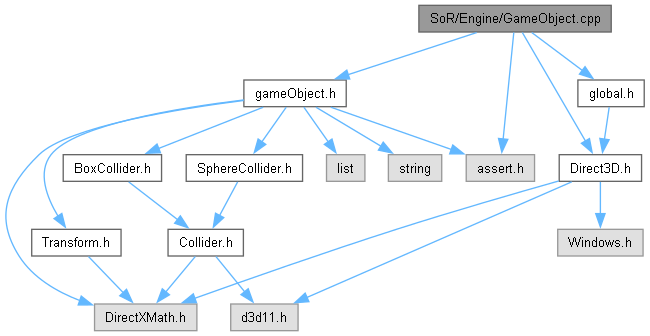 SoR/Engine/GameObject.cpp
gameObject.h
global.h
BoxCollider.h
SphereCollider.h
list
string
assert.h
Direct3D.h
Transform.h
Collider.h
Windows.h
DirectXMath.h
d3d11.h